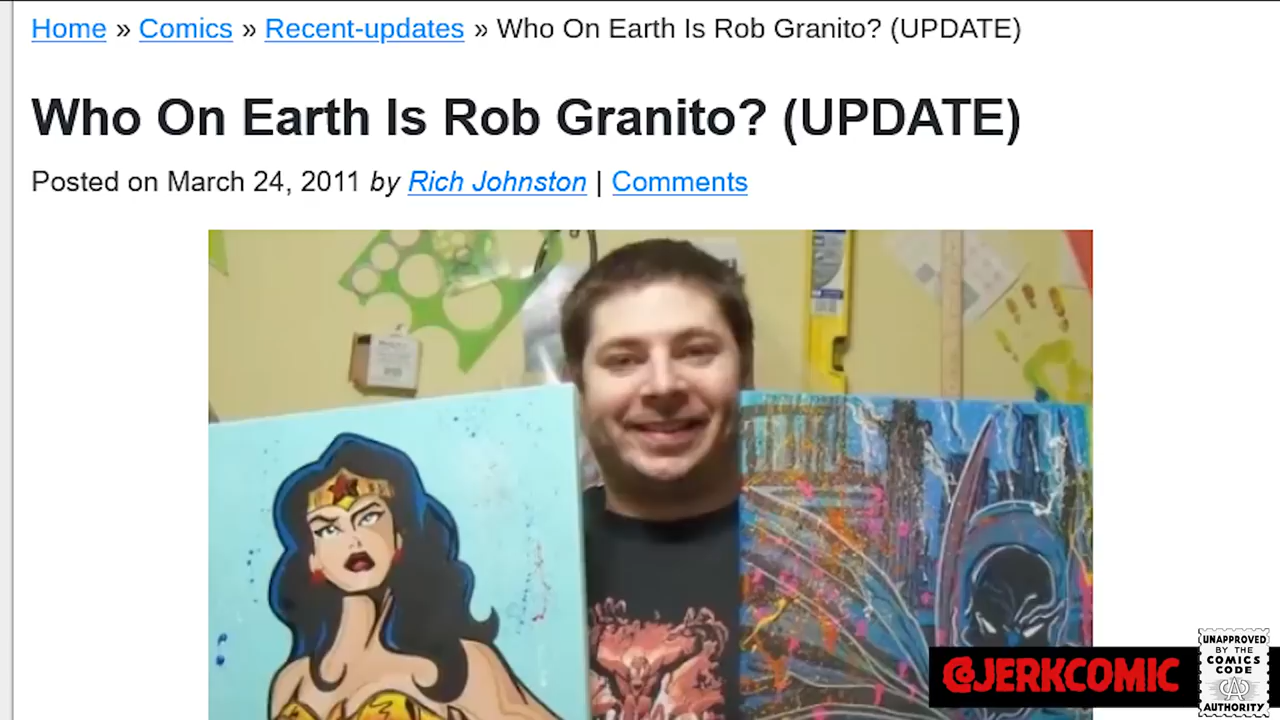 Home » Comics » Recent-updates » Who On Earth Is Rob Granito? (UPDATE)
Who On Earth Is Rob Granito? (UPDATE)
Posted on March 24, 2011 by Rich Johnston | Comments
@JERKCOMIC
UNAPPROVED
BY THE
COMICS
CODE
AUTHORITY